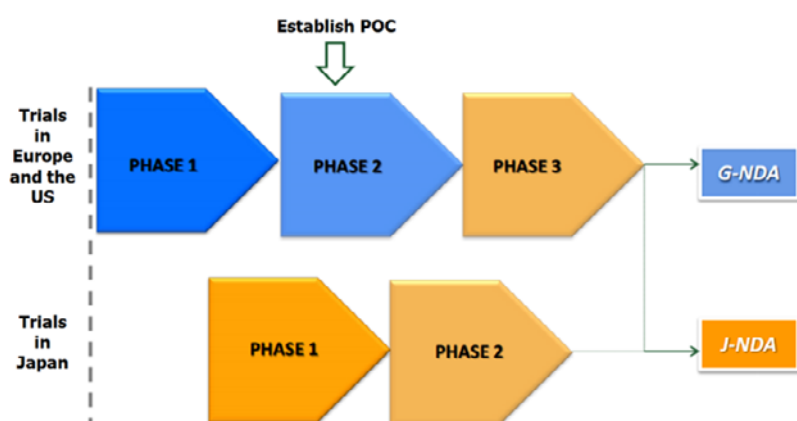 Establish POC
Trials
in
Europe
and the
US
PHASE 1
PHASE 2
PHASE 3
G-NDA
Trials
in
Japan
PHASE 1
PHASE 2
J-NDA